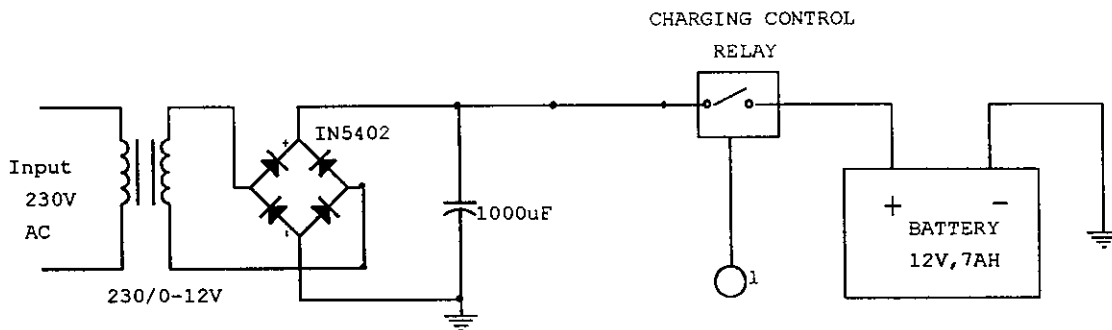 CHARGING CONTROL
RELAY
IN5402
+
-
Input
230V
AC
1000uF
+ -
BATTERY
12V,7AH
1
230/0-12V